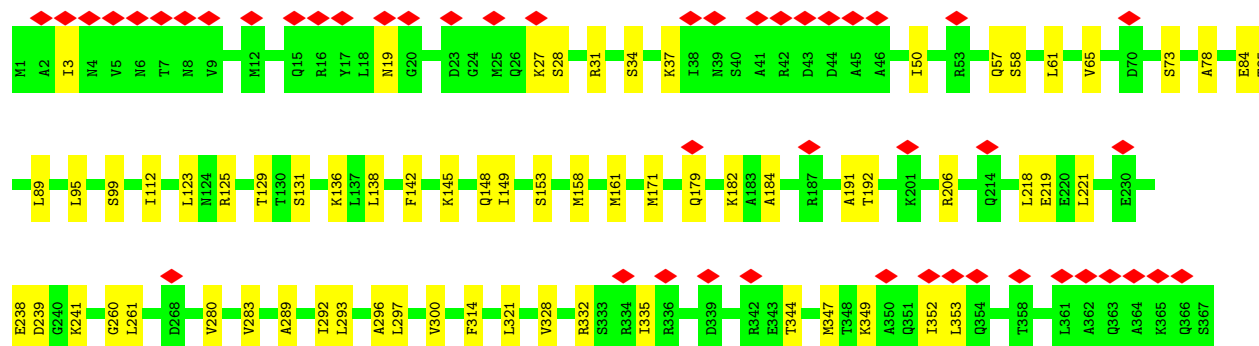 M1 A2 I3 N4 V5 N6 T7 N8 V9 M12 Q15 R16 Y17 L18 N19 G20 D23 G24 M25 Q26 K27 S28 R31 S34 K37 I38 N39 S40 A41 R42 D43 D44 A45 A46 I50 R53 Q57 S58 L61 V65 D70 S73 A78 E84
L89 L95 S99 I112 L123 N124 R125 T129 T130 S131 K136 L137 L138 F142 K145 Q148 I149 S153 M158 M161 M171 Q179 K182 A183 A184 R187 A191 T192 K201 R206 Q214 L218 E219 E220 L221 E230
E238 D239 G240 K241 G260 L261 D268 V280 V283 A289 I292 L293 A296 L297 V300 F314 L321 V328 R332 S333 R334 I335 R336 D339 R342 E343 T344 M347 T348 K349 A350 Q351 I352 L353 Q354 T358 L361 A362 Q363 A364 K365 Q366 S367